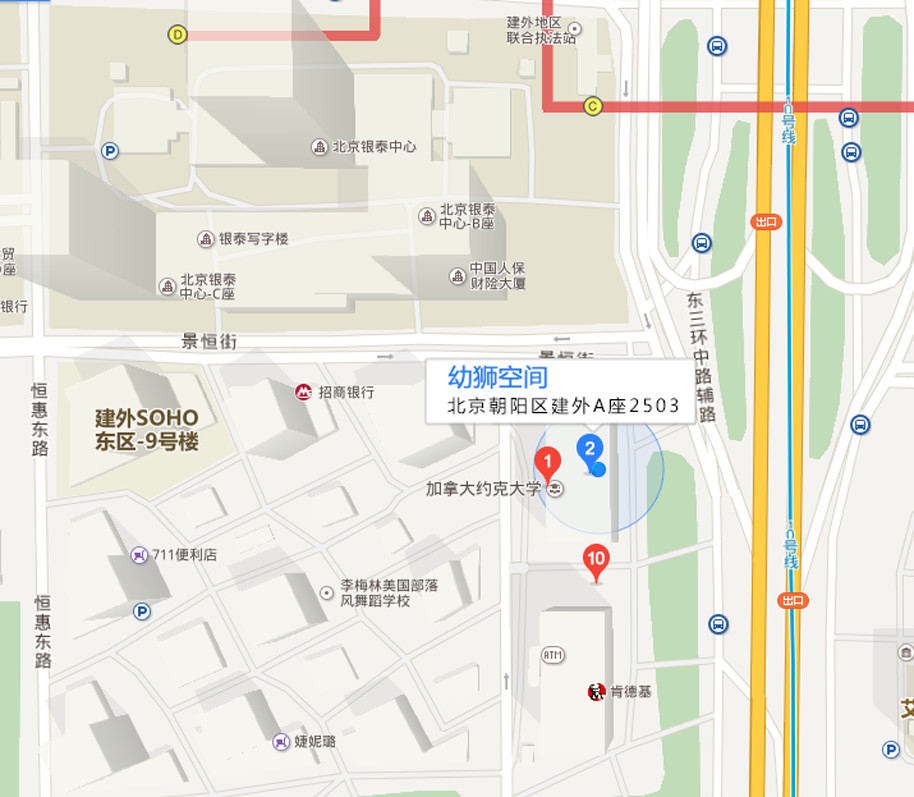 D
建外地区
联合执法站
C
10号线
P
北京银泰中心
北京银泰
中心-B座
出口
银泰写字楼
贸
座
中国人保
财险大厦
北京银泰
中心-C座
银行
东三环中路辅路
景恒街
景恒街
幼狮空间
北京朝阳区建外A座2503
招商银行
恒惠东路
建外SOHO
东区-9号楼
1
2
加拿大约克大学
10号线
711便利店
10
李梅林美国部落
风舞蹈学校
出口
P
恒惠东路
ATM
肯德基
婕妮璐
P